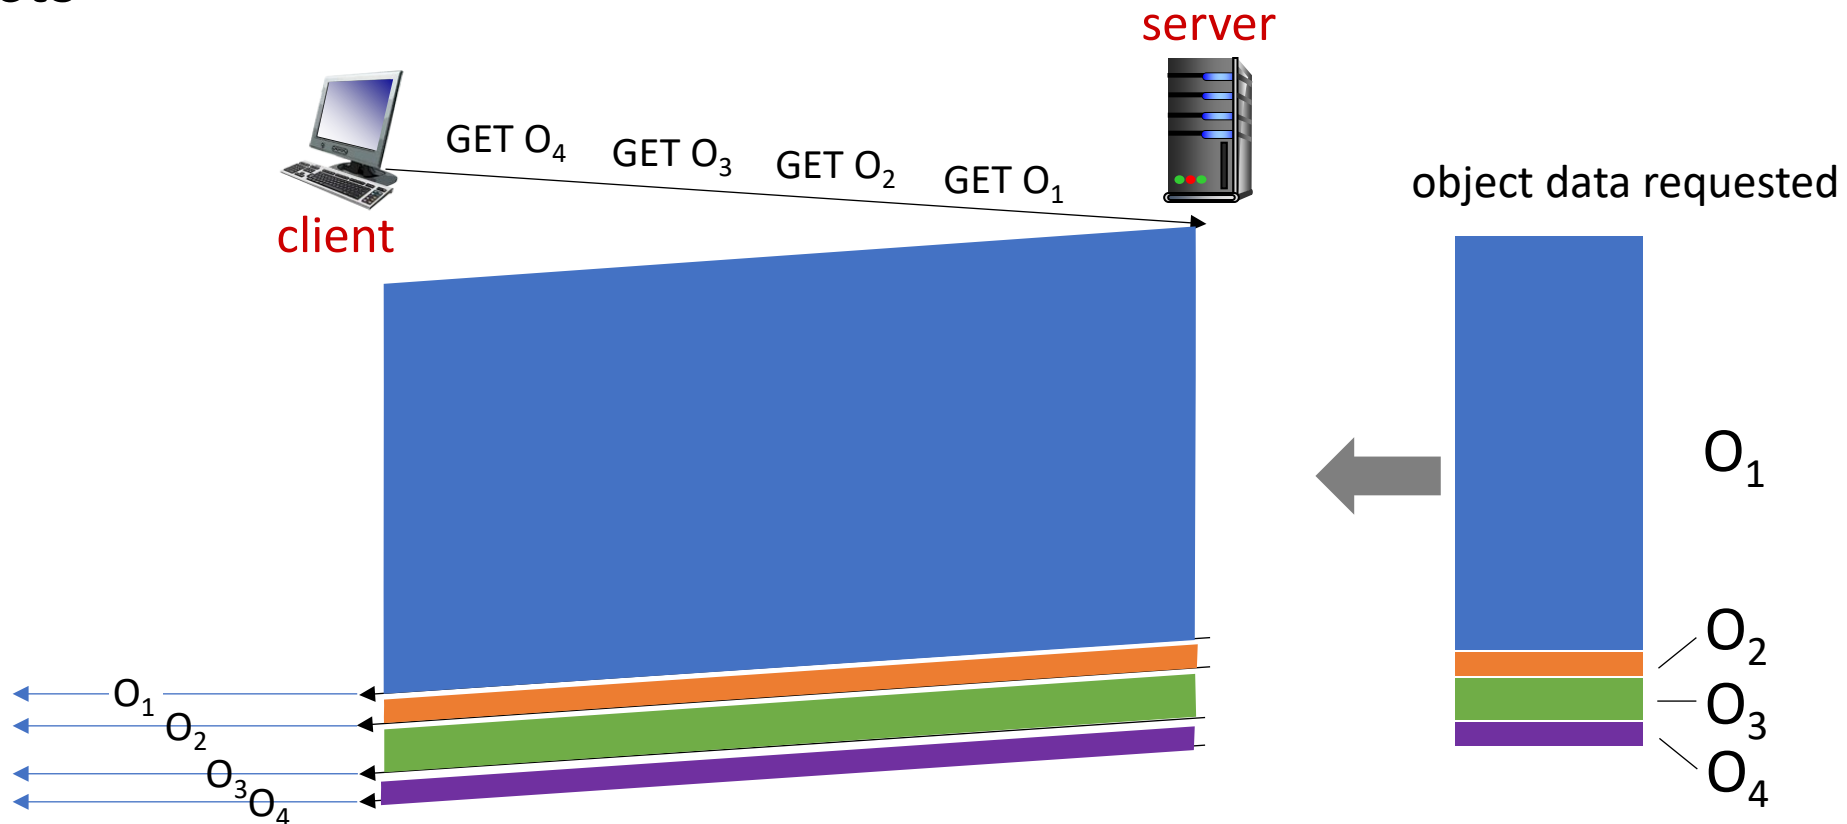 server
GET O₄ GET O₃ GET O₂ GET O₁
object data requested
client
O₁
O₂
O₃
O₄
O₁
O₂
O₃
O₄